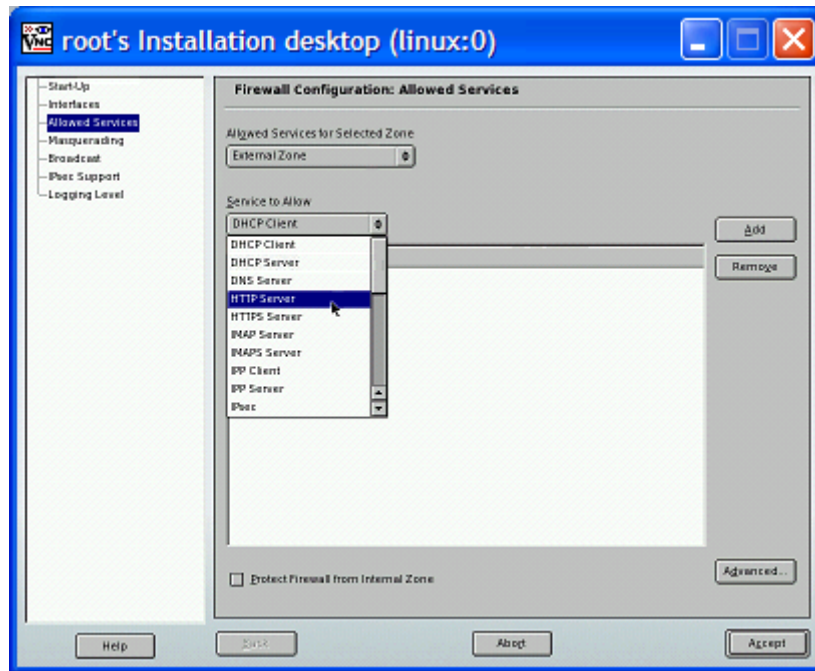 VNC root's Installation desktop (linux:0)
Start-Up
Interfaces
Allowed Services
Masquerading
Broadcast
IPsec Support
Logging Level
Firewall Configuration: Allowed Services
Allowed Services for Selected Zone
External Zone
Service to Allow
DHCP Client
DHCP Client
DHCP Server
DNS Server
HTTP Server
HTTPS Server
IMAP Server
IMAPS Server
IPP Client
IPP Server
IPsec
Add
Remove
Protect Firewall from Internal Zone
Advanced...
Help
Back
Abort
Accept